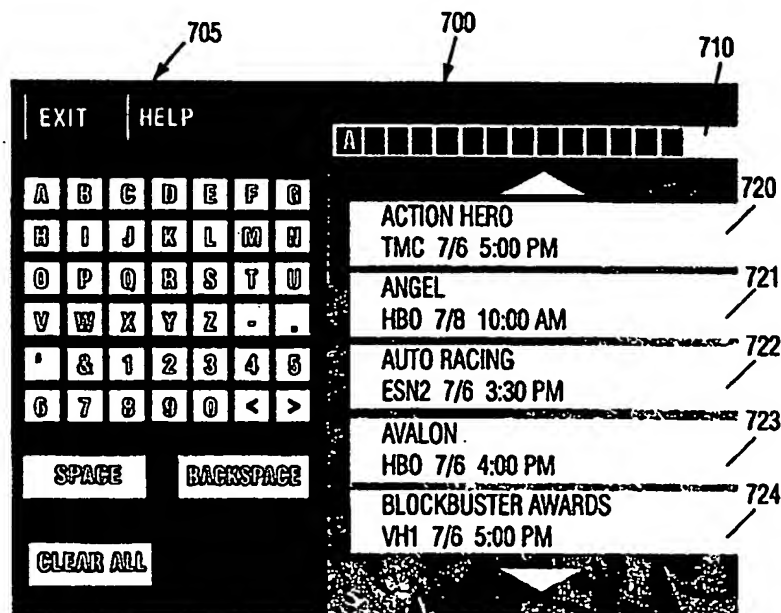 705
700
710
EXIT HELP
A
A B C D E F G
H I J K L M N
O P Q R S T U
V W X Y Z - .
' & 1 2 3 4 5
6 7 8 9 0 < >
SPACE BACKSPACE
CLEAR ALL
720
ACTION HERO
TMC 7/6 5:00 PM
721
ANGEL
HBO 7/8 10:00 AM
722
AUTO RACING
ESN2 7/6 3:30 PM
723
AVALON
HBO 7/6 4:00 PM
724
BLOCKBUSTER AWARDS
VH1 7/6 5:00 PM